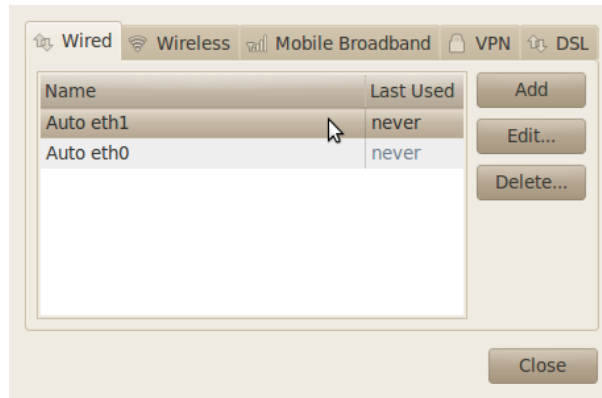 Wired Wireless Mobile Broadband VPN DSL
Name Last Used
Auto eth1 never
Auto eth0 never
Add
Edit...
Delete...
Close